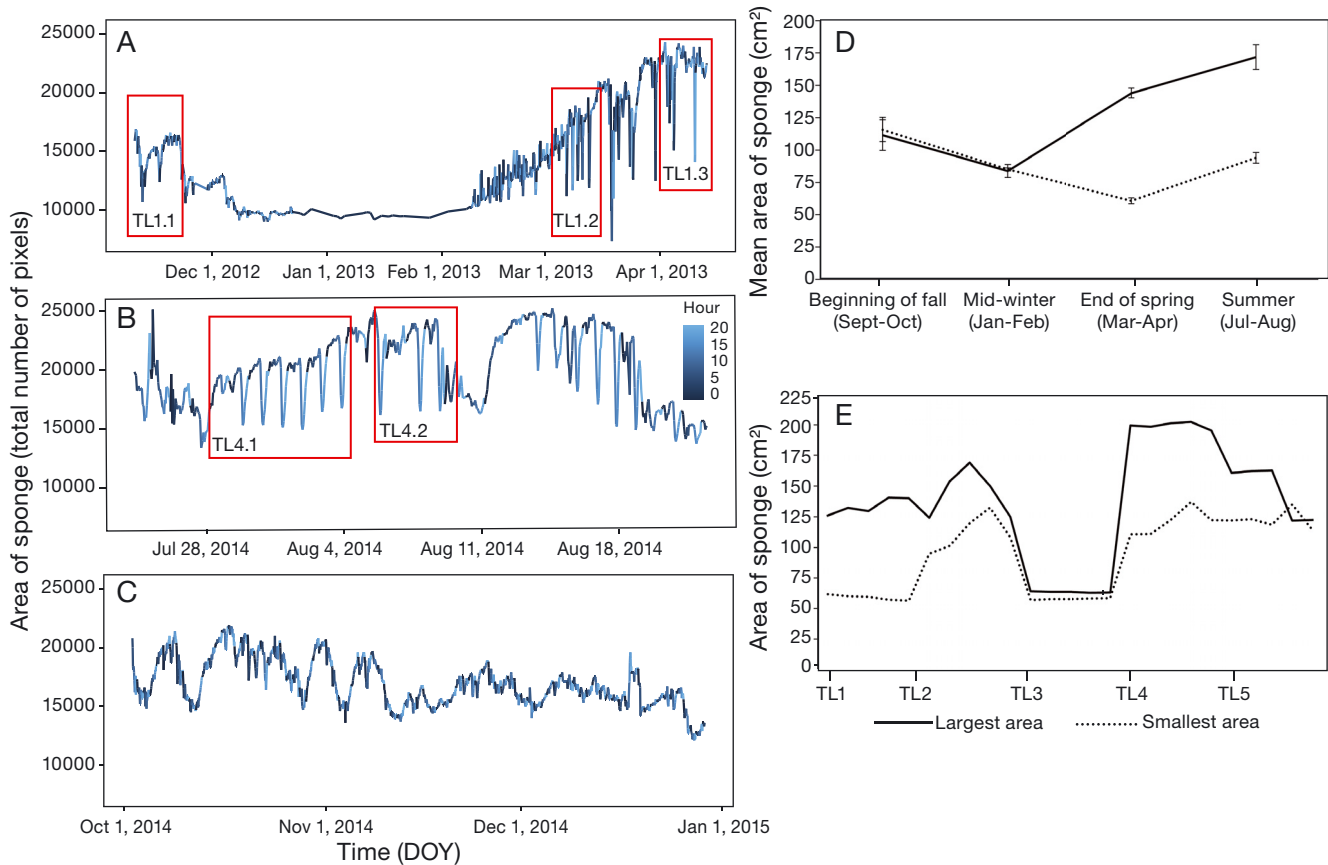 Area of sponge (total number of pixels)
A
25000
20000
15000
10000
TL1.1
TL1.2
TL1.3
Dec 1, 2012
Jan 1, 2013
Feb 1, 2013
Mar 1, 2013
Apr 1, 2013
B
25000
20000
15000
10000
Hour
20
15
10
5
0
TL4.1
TL4.2
Jul 28, 2014
Aug 4, 2014
Aug 11, 2014
Aug 18, 2014
C
25000
20000
15000
10000
Oct 1, 2014
Nov 1, 2014
Dec 1, 2014
Jan 1, 2015
Time (DOY)
D
Mean area of sponge (cm²)
200
175
150
125
100
75
50
25
0
Beginning of fall
(Sept-Oct)
Mid-winter
(Jan-Feb)
End of spring
(Mar-Apr)
Summer
(Jul-Aug)
E
Area of sponge (cm²)
225
200
175
150
125
100
75
50
25
0
TL1
TL2
TL3
TL4
TL5
Largest area
Smallest area